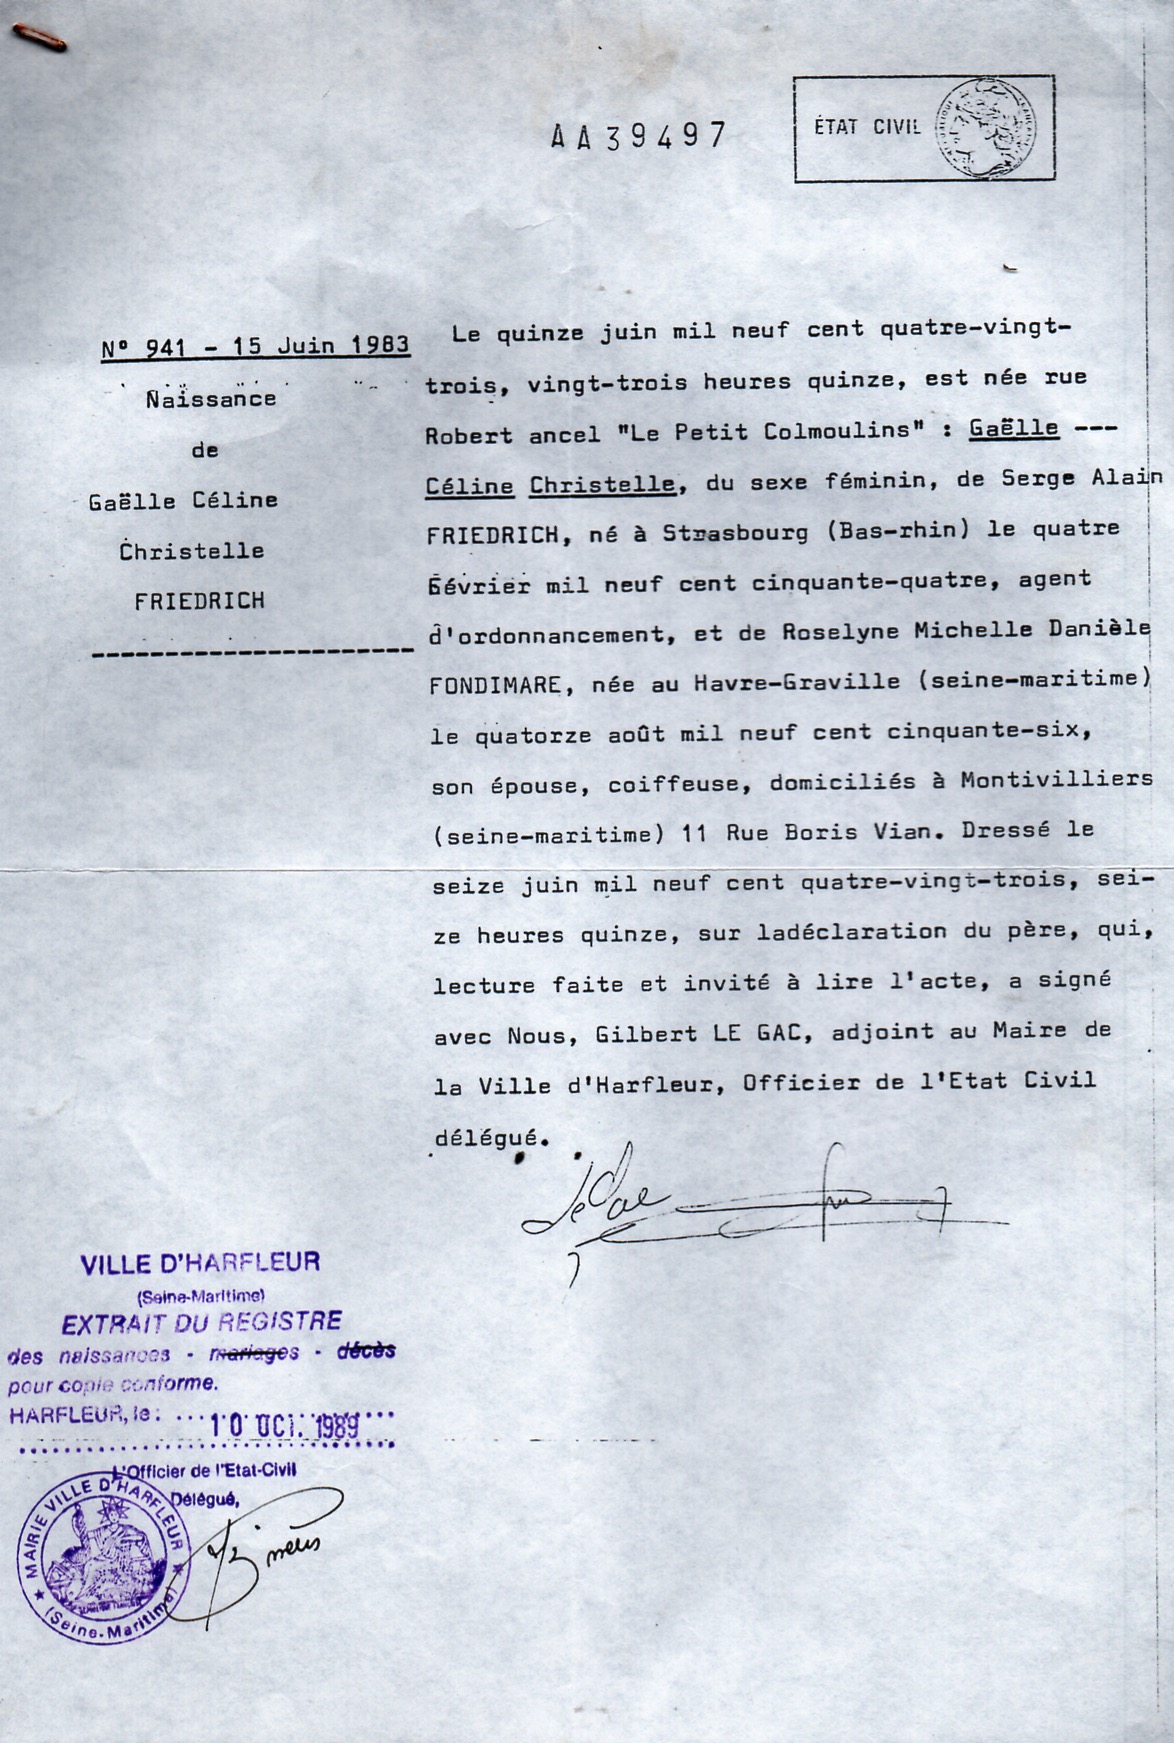 AA39497
ÉTAT CIVIL
N° 941 - 15 Juin 1983
Naissance
de
Gaëlle Céline
Christelle
FRIEDRICH
Le quinze juin mil neuf cent quatre-vingt-
trois, vingt-trois heures quinze, est née rue
Robert ancel "Le Petit Colmoulins" : Gaëlle ---
Céline Christelle, du sexe féminin, de Serge Alain
FRIEDRICH, né à Strasbourg (Bas-rhin) le quatre
février mil neuf cent cinquante-quatre, agent
d'ordonnancement, et de Roselyne Michelle Danièle
FONDIMARE, née au Havre-Graville (seine-maritime)
le quatorze août mil neuf cent cinquante-six,
son épouse, coiffeuse, domiciliés à Montivilliers
(seine-maritime) 11 Rue Boris Vian. Dressé le
seize juin mil neuf cent quatre-vingt-trois, sei-
ze heures quinze, sur ladéclaration du père, qui,
lecture faite et invité à lire l'acte, a signé
avec Nous, Gilbert LE GAC, adjoint au Maire de
la Ville d'Harfleur, Officier de l'Etat Civil
délégué.
VILLE D'HARFLEUR
(Seine-Maritime)
EXTRAIT DU REGISTRE
des naissances - mariages - décès
pour copie conforme.
HARFLEUR, le : 10 OCT. 1989
L'Officier de l'Etat-Civil
Délégué,
MAIRIE VILLE D'HARFLEUR
(Seine-Maritime)